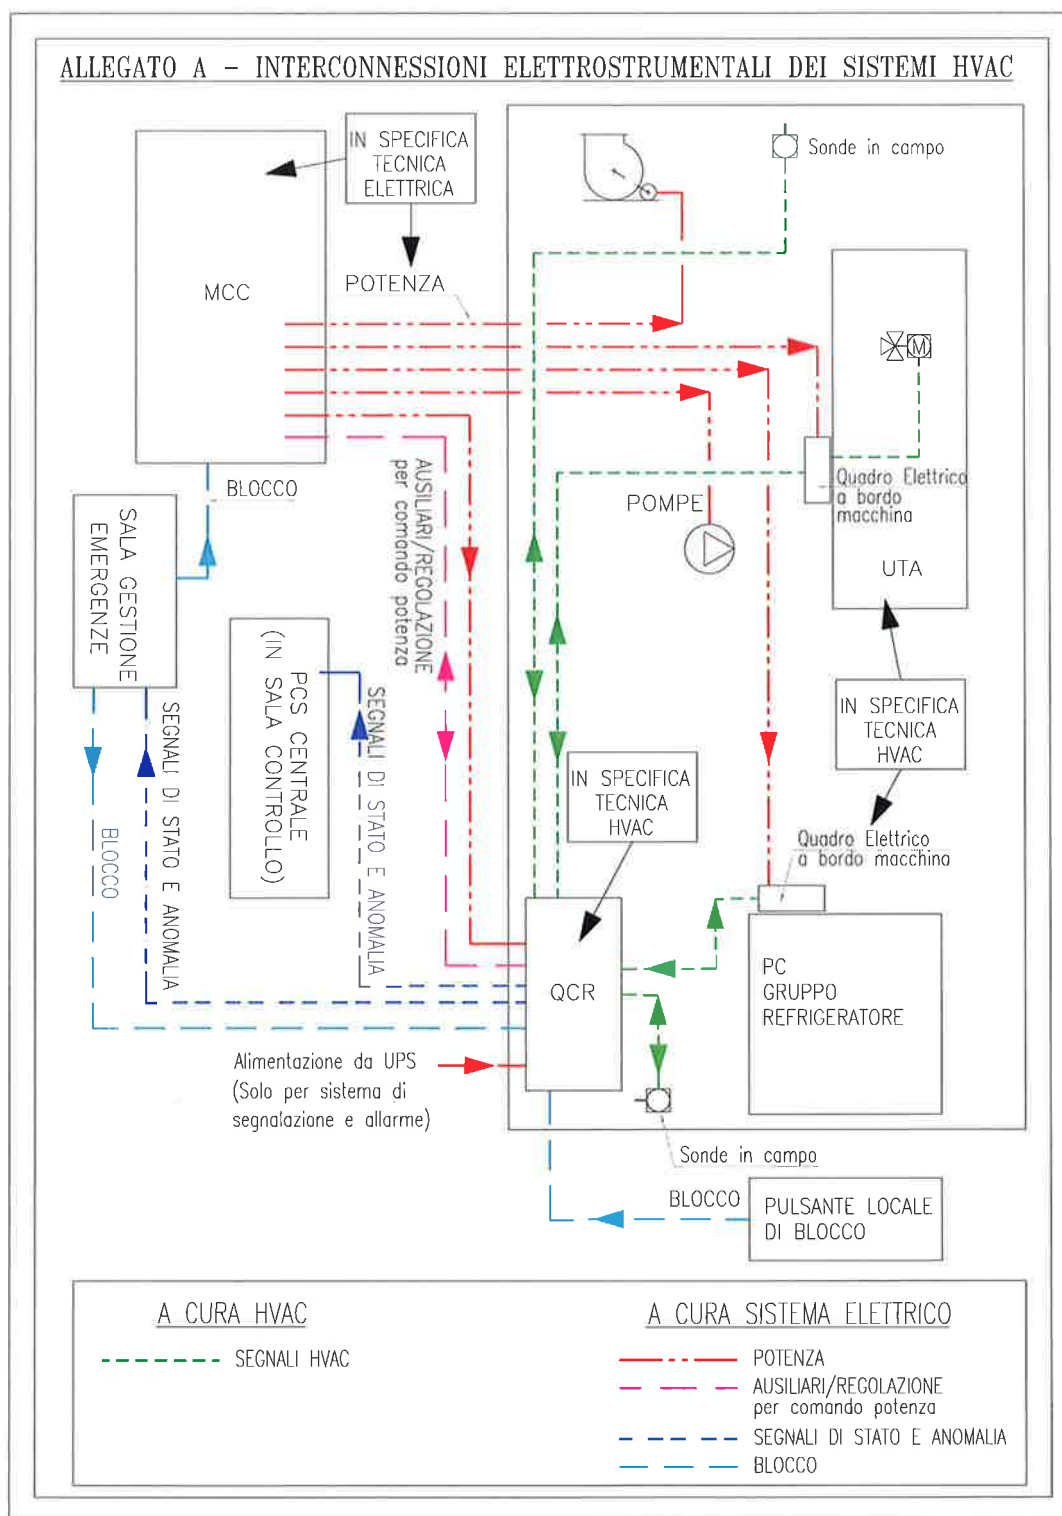 ALLEGATO A - INTERCONNESSIONI ELETTROSTRUMENTALI DEI SISTEMI HVAC
IN SPECIFICA
TECNICA
ELETTRICA
Sonde in campo
MCC
POTENZA
M
BLOCCO
AUSILIARI/REGOLAZIONE
per comando potenza
POMPE
Quadro Elettrico
a bordo
macchina
UTA
SALA GESTIONE
EMERGENZE
PCS CENTRALE
(IN SALA CONTROLLO)
SEGNALI DI STATO E ANOMALIA
SEGNALI DI STATO E ANOMALIA
BLOCCO
IN SPECIFICA
TECNICA
HVAC
IN SPECIFICA
TECNICA
HVAC
Quadro Elettrico
a bordo macchina
QCR
PC
GRUPPO
REFRIGERATORE
Alimentazione da UPS
(Solo per sistema di
segnalazione e allarme)
Sonde in campo
BLOCCO
PULSANTE LOCALE
DI BLOCCO
A CURA HVAC
SEGNALI HVAC
A CURA SISTEMA ELETTRICO
POTENZA
AUSILIARI/REGOLAZIONE
per comando potenza
SEGNALI DI STATO E ANOMALIA
BLOCCO